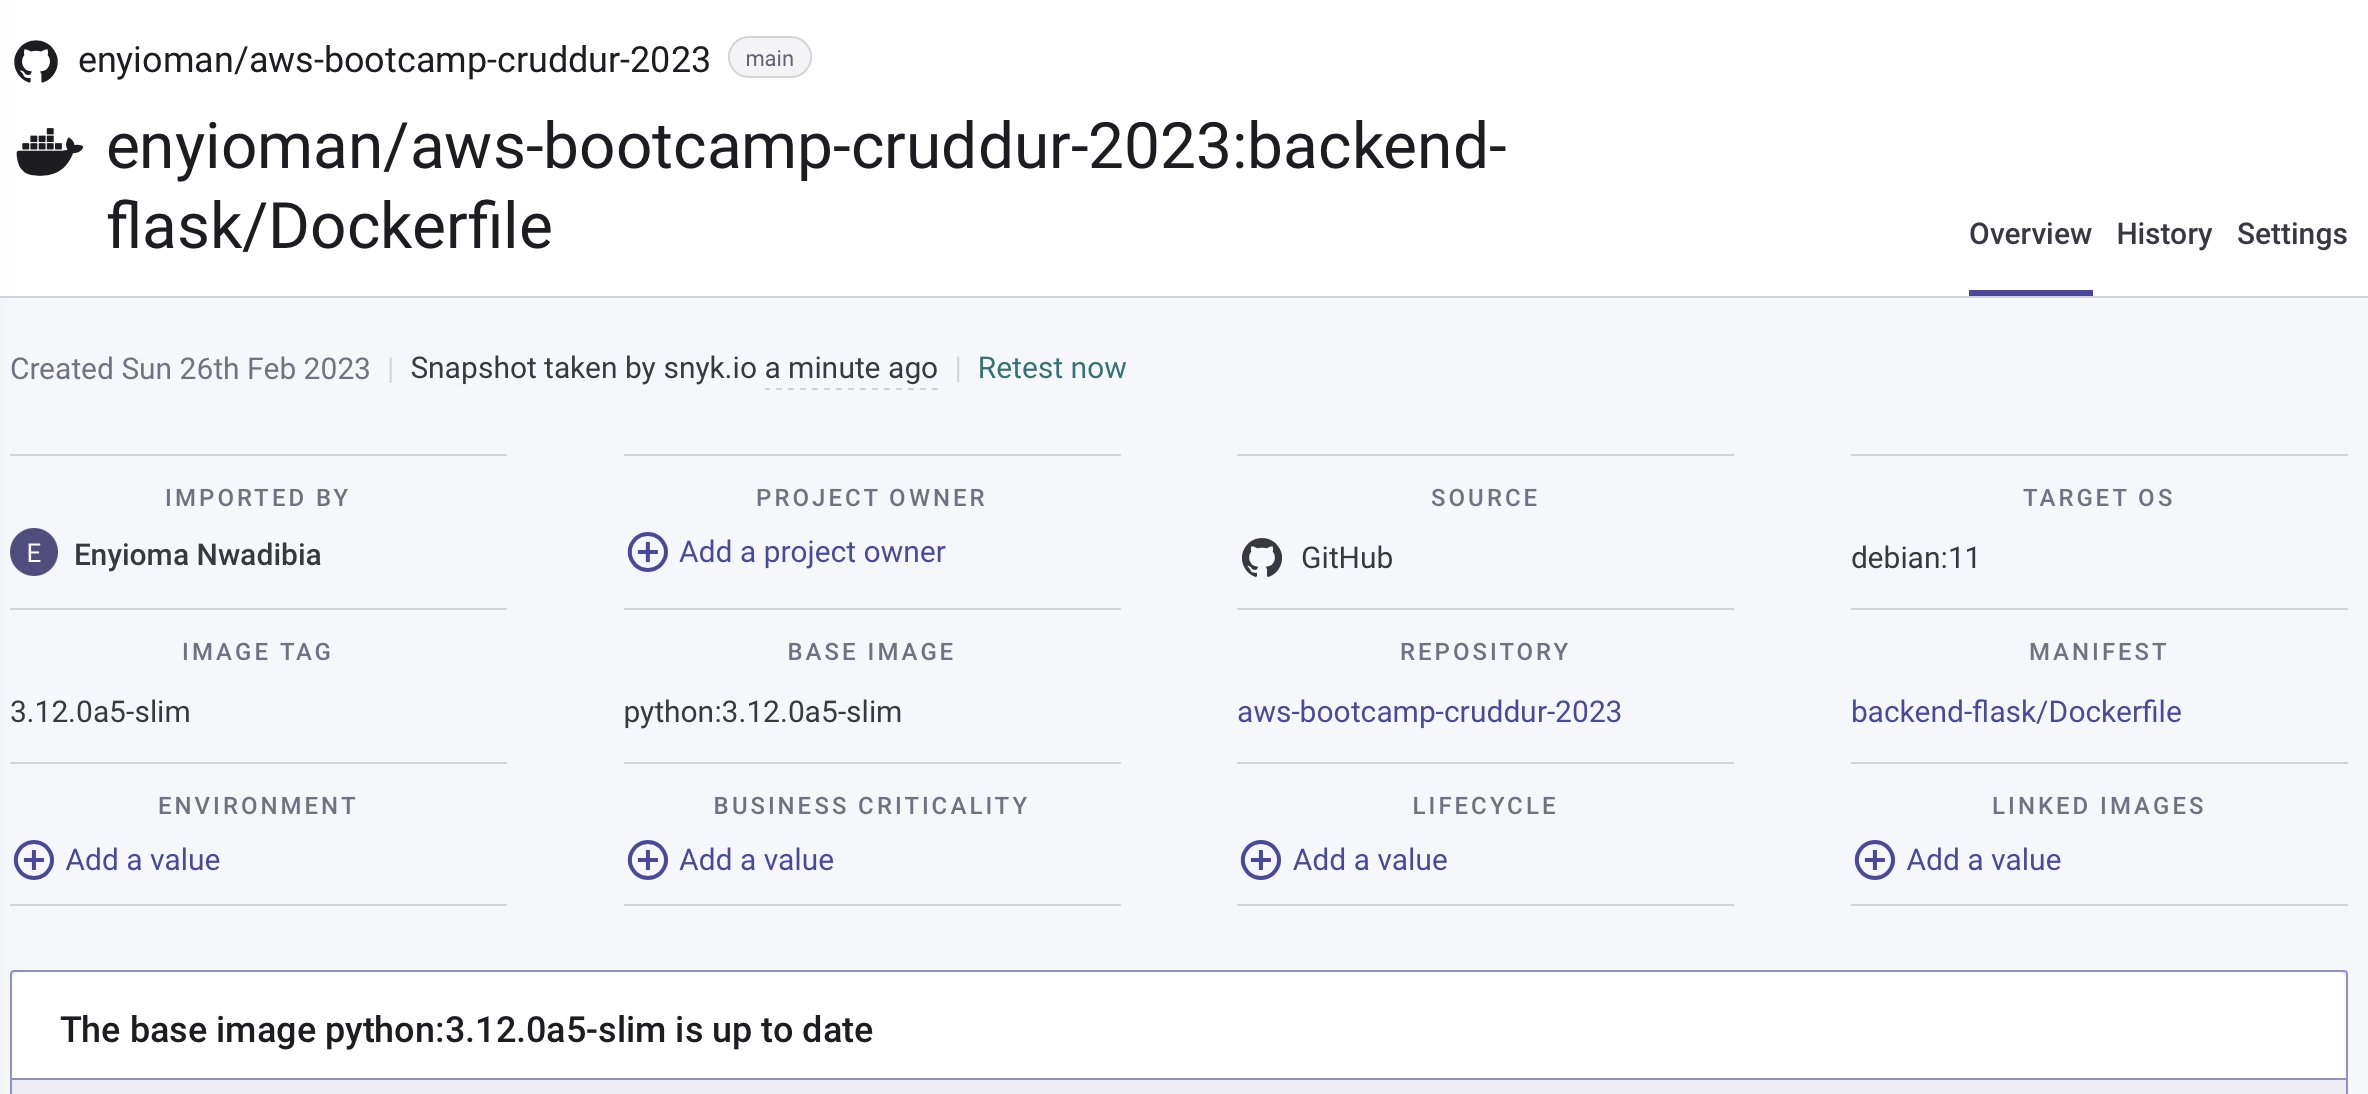 enyioman/aws-bootcamp-cruddur-2023 main
enyioman/aws-bootcamp-cruddur-2023:backend-
flask/Dockerfile
Overview History Settings
Created Sun 26th Feb 2023 | Snapshot taken by snyk.io a minute ago | Retest now
IMPORTED BY
E Enyioma Nwadibia
PROJECT OWNER
Add a project owner
SOURCE
GitHub
TARGET OS
debian:11
IMAGE TAG
3.12.0a5-slim
BASE IMAGE
python:3.12.0a5-slim
REPOSITORY
aws-bootcamp-cruddur-2023
MANIFEST
backend-flask/Dockerfile
ENVIRONMENT
Add a value
BUSINESS CRITICALITY
Add a value
LIFECYCLE
Add a value
LINKED IMAGES
Add a value
The base image python:3.12.0a5-slim is up to date